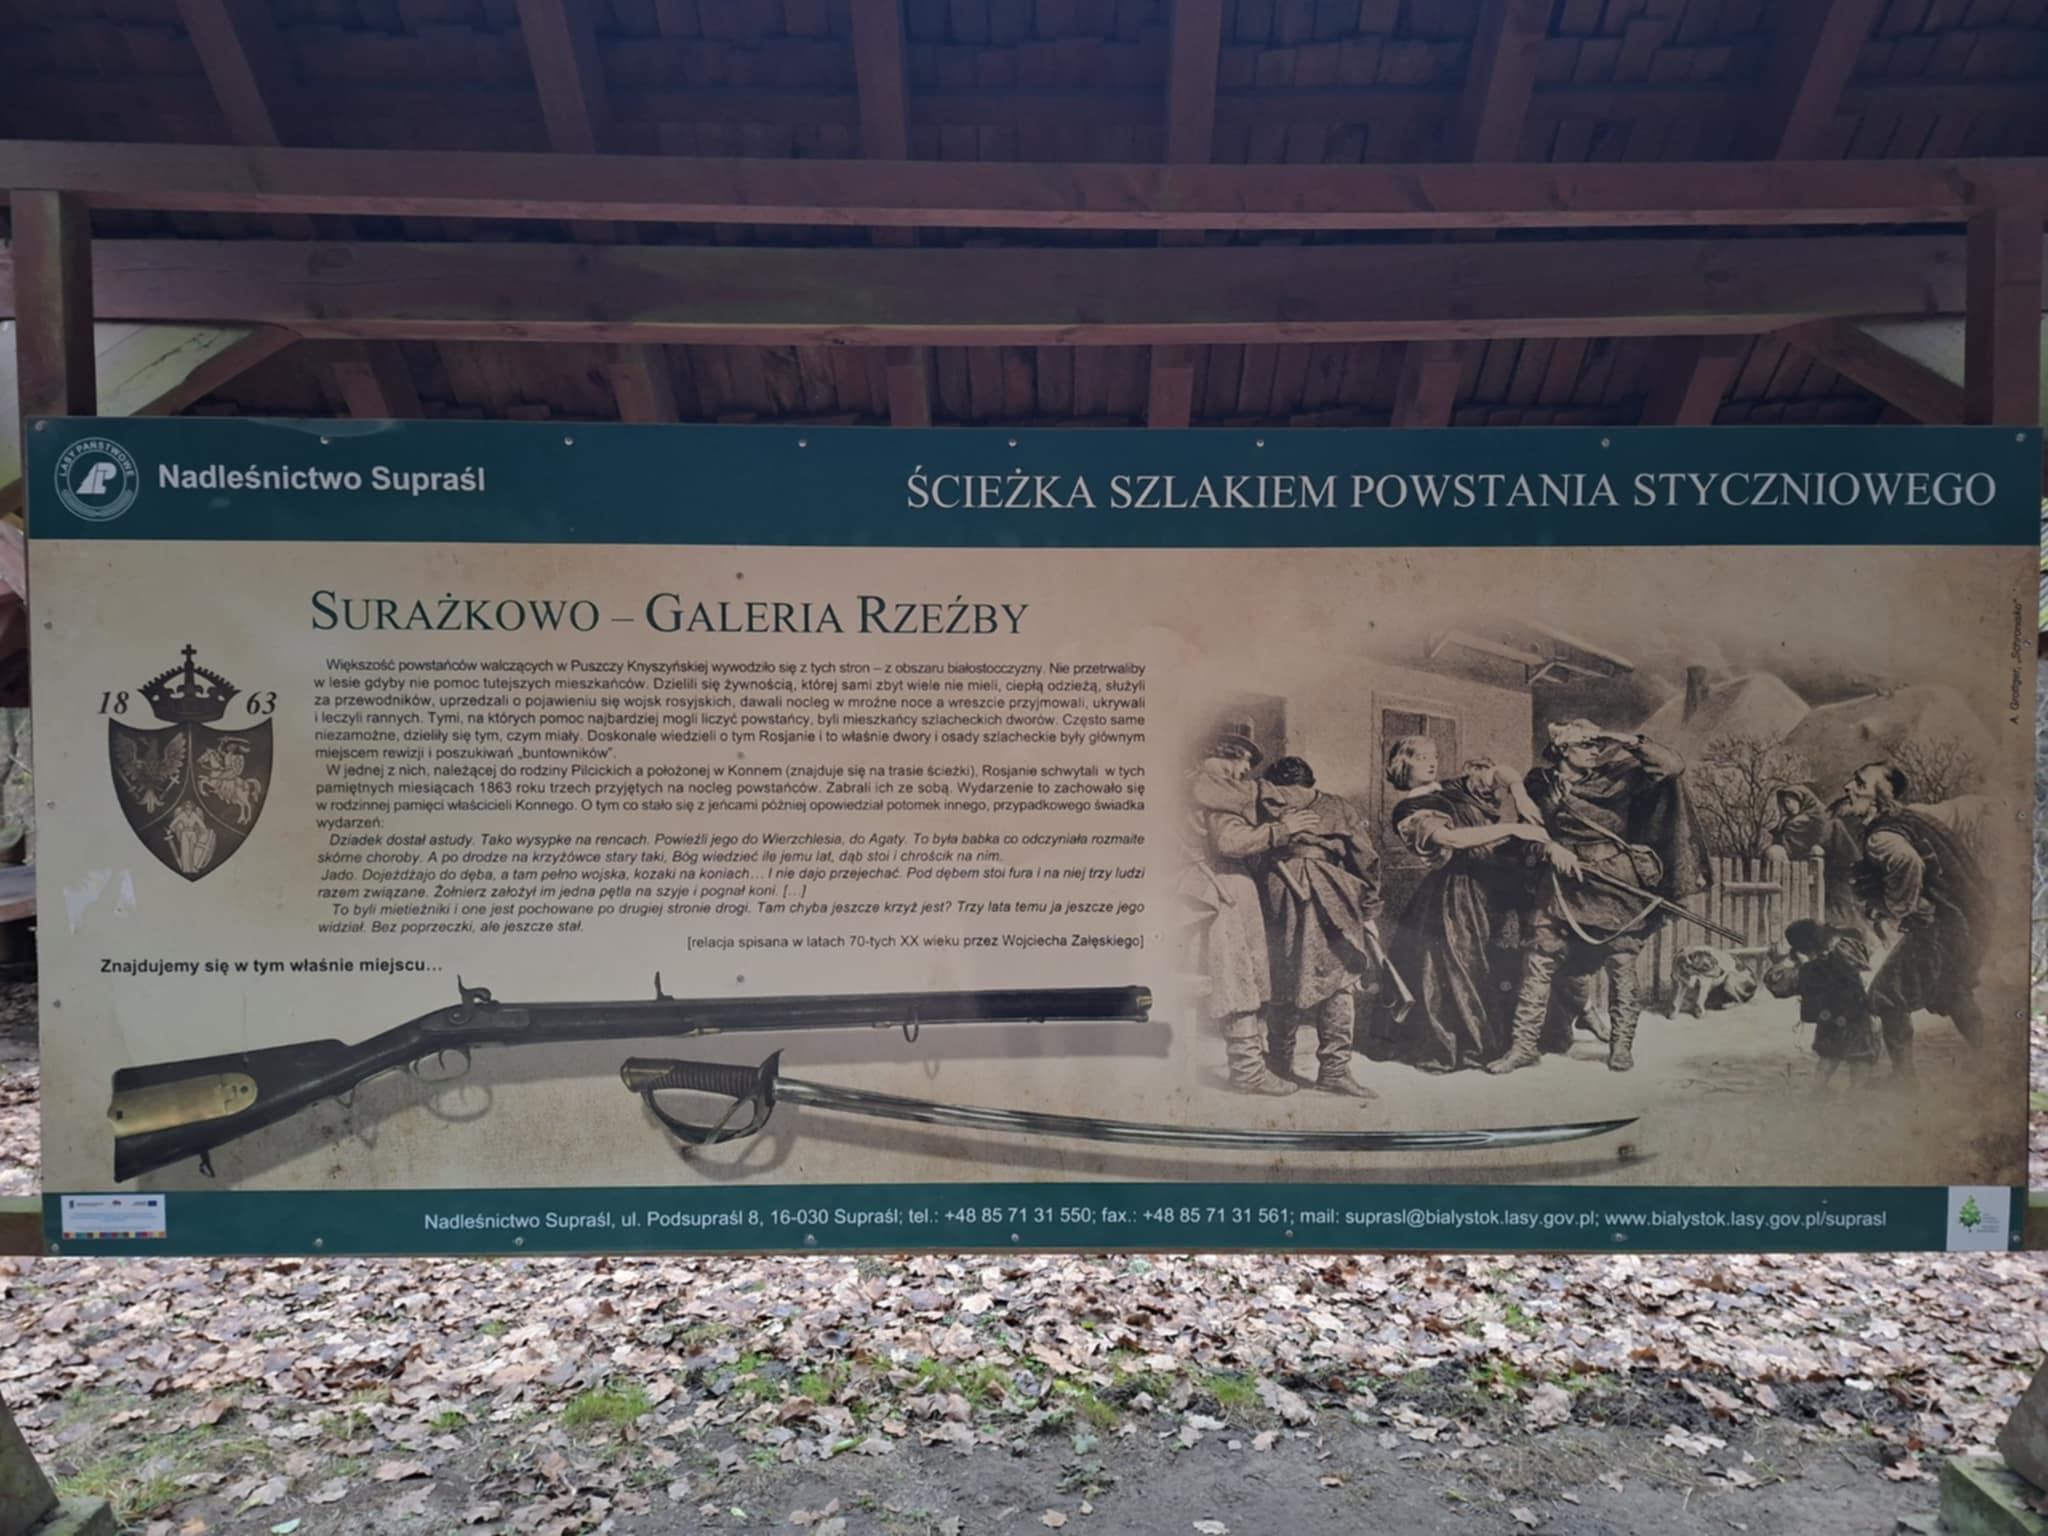 LASY PAŃSTWOWE
Nadleśnictwo Supraśl
ŚCIEŻKA SZLAKIEM POWSTANIA STYCZNIOWEGO
SURAŻKOWO – GALERIA RZEŹBY
18 63
Większość powstańców walczących w Puszczy Knyszyńskiej wywodziło się z tych stron – z obszaru białostocczyzny. Nie przetrwaliby
w lesie gdyby nie pomoc tutejszych mieszkańców. Dzielili się żywnością, której sami zbyt wiele nie mieli, ciepłą odzieżą, służyli
za przewodników, uprzedzali o pojawieniu się wojsk rosyjskich, dawali nocleg w mroźne noce a wreszcie przyjmowali, ukrywali
i leczyli rannych. Tymi, na których pomoc najbardziej mogli liczyć powstańcy, byli mieszkańcy szlacheckich dworów. Często same
niezamożne, dzieliły się tym, czym miały. Doskonale wiedzieli o tym Rosjanie i to właśnie dwory i osady szlacheckie były głównym
miejscem rewizji i poszukiwań „buntowników”.
W jednej z nich, należącej do rodziny Pilcickich a położonej w Konnem (znajduje się na trasie ścieżki), Rosjanie schwytali w tych
pamiętnych miesiącach 1863 roku trzech przyjętych na nocleg powstańców. Zabrali ich ze sobą. Wydarzenie to zachowało się
w rodzinnej pamięci właścicieli Konnego. O tym co stało się z jeńcami później opowiedział potomek innego, przypadkowego świadka
wydarzeń:
Dziadek dostał astudy. Tako wysypke na rencach. Powieźli jego do Wierzchlesia, do Agaty. To była babka co odczyniała rozmaite
skórne choroby. A po drodze na krzyżówce stary taki, Bóg wiedzieć ile jemu lat, dąb stoi i chrościk na nim.
Jado. Dojeżdżajo do dęba, a tam pełno wojska, kozaki na koniach… I nie dajo przejechać. Pod dębem stoi fura i na niej trzy ludzi
razem związane. Żołnierz założył im jedna pętla na szyje i pognał koni. […]
To byli mietieżniki i one jest pochowane po drugiej stronie drogi. Tam chyba jeszcze krzyż jest? Trzy lata temu ja jeszcze jego
widział. Bez poprzeczki, ale jeszcze stał.
[relacja spisana w latach 70-tych XX wieku przez Wojciecha Załęskiego]
Znajdujemy się w tym właśnie miejscu…
A. Grottger, „Schronisko”
Nadleśnictwo Supraśl, ul. Podsupraśl 8, 16-030 Supraśl; tel.: +48 85 71 31 550; fax.: +48 85 71 31 561; mail: suprasl@bialystok.lasy.gov.pl; www.bialystok.lasy.gov.pl/suprasl